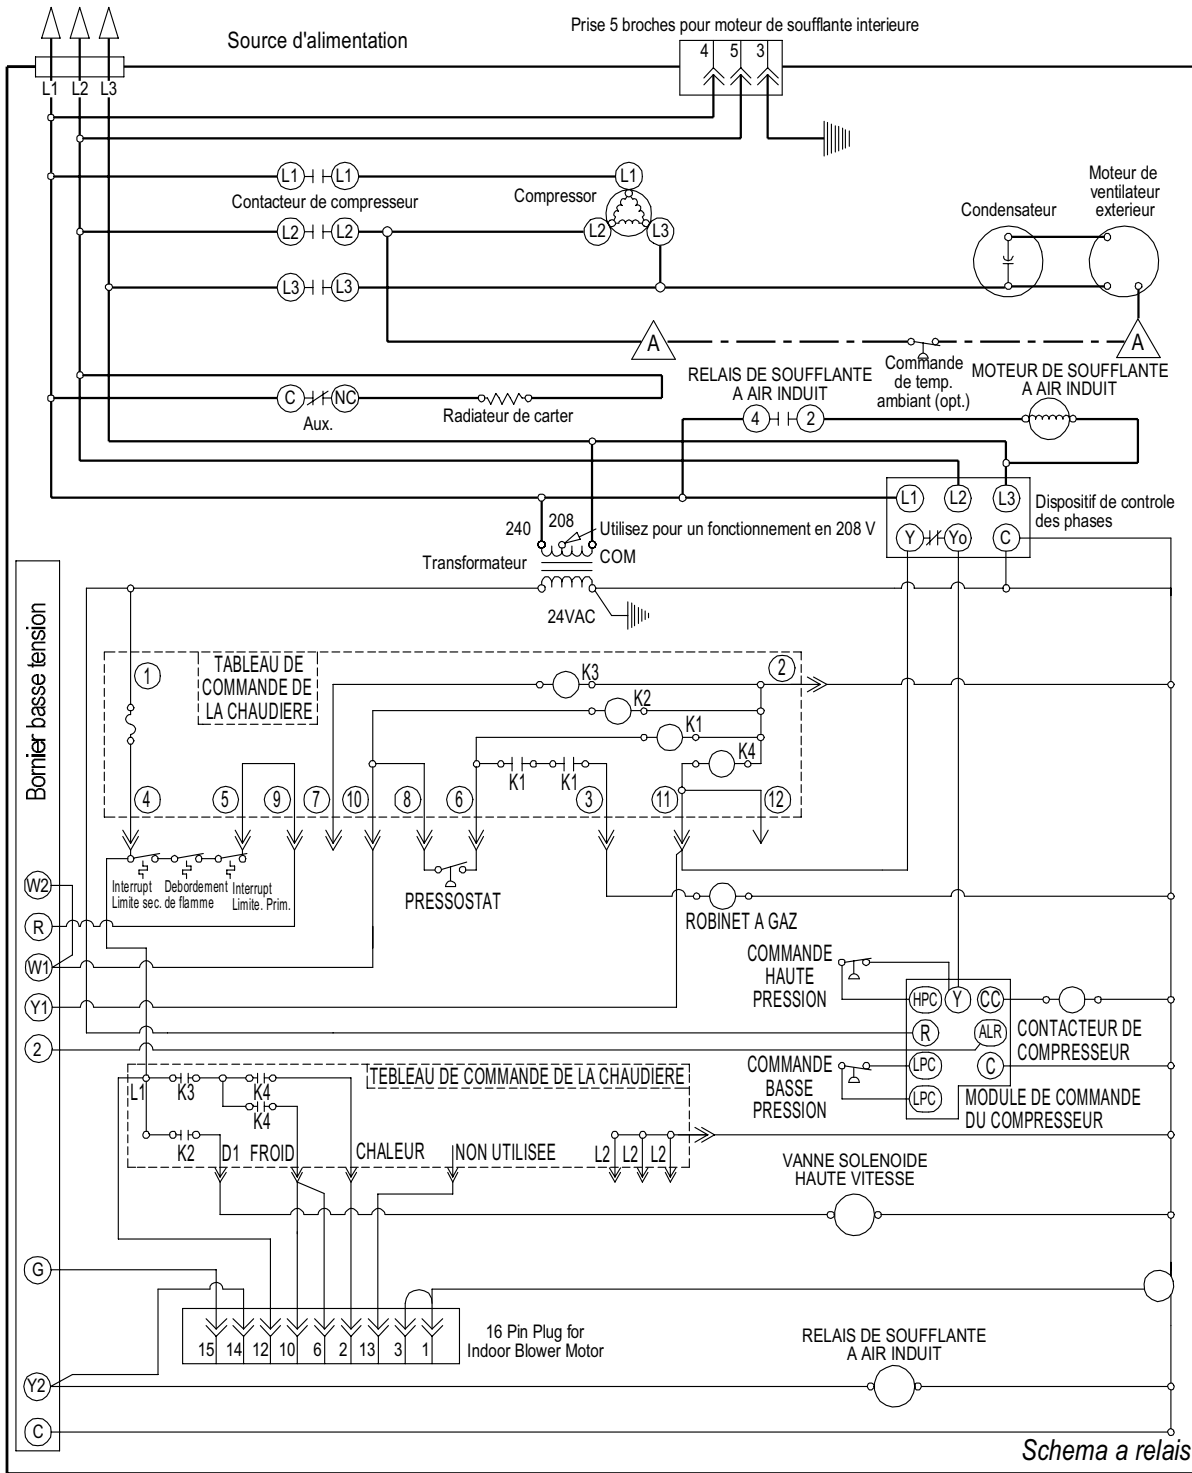 Source d'alimentation
Prise 5 broches pour moteur de soufflante interieure
4 5 3
L1 L2 L3
L1 L1
L1
Contacteur de compresseur
Compressor
L2 L2
L2 L3
L3 L3
Condensateur
Moteur de
ventilateur
exterieur
A
A
Commande
de temp.
ambiant (opt.)
C NC
Aux.
Radiateur de carter
RELAIS DE SOUFFLANTE
A AIR INDUIT
4 2
MOTEUR DE SOUFFLANTE
A AIR INDUIT
L1 L2 L3
Dispositif de controle
des phases
Y Yo C
240 208
Utilisez pour un fonctionnement en 208 V
Transformateur
COM
24VAC
Bornier basse tension
TABLEAU DE
COMMANDE DE
LA CHAUDIERE
1
K3
2
K2
K1
K4
K1 K1
4 5 9 7 10 8 6 3 11 12
Interrupt
Limite sec.
Debordement
de flamme
Interrupt
Limite. Prim.
PRESSOSTAT
ROBINET A GAZ
W2
R
W1
Y1
2
COMMANDE
HAUTE
PRESSION
HPC Y CC
R ALR
LPC C
LPC
CONTACTEUR DE
COMPRESSEUR
COMMANDE
BASSE
PRESSION
MODULE DE COMMANDE
DU COMPRESSEUR
TEBLEAU DE COMMANDE DE LA CHAUDIERE
L1 K3 K4
K4
K2 D1 FROID CHALEUR NON UTILISEE L2 L2 L2
VANNE SOLENOIDE
HAUTE VITESSE
G
15 14 12 10 6 2 13 3 1
16 Pin Plug for
Indoor Blower Motor
RELAIS DE SOUFFLANTE
A AIR INDUIT
Y2
C
Schema a relais